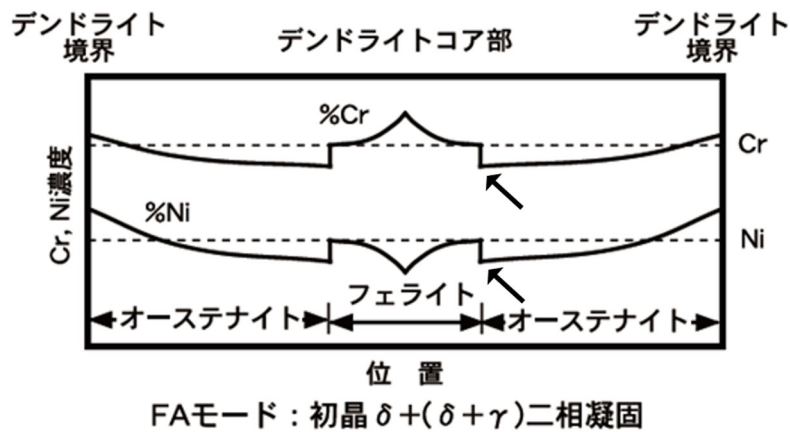 デンドライト
境界
デンドライトコア部
デンドライト
境界
%Cr
Cr
Cr, Ni濃度
%Ni
Ni
フェライト
オーステナイト
オーステナイト
位 置
FAモード：初晶δ+(δ+γ)二相凝固